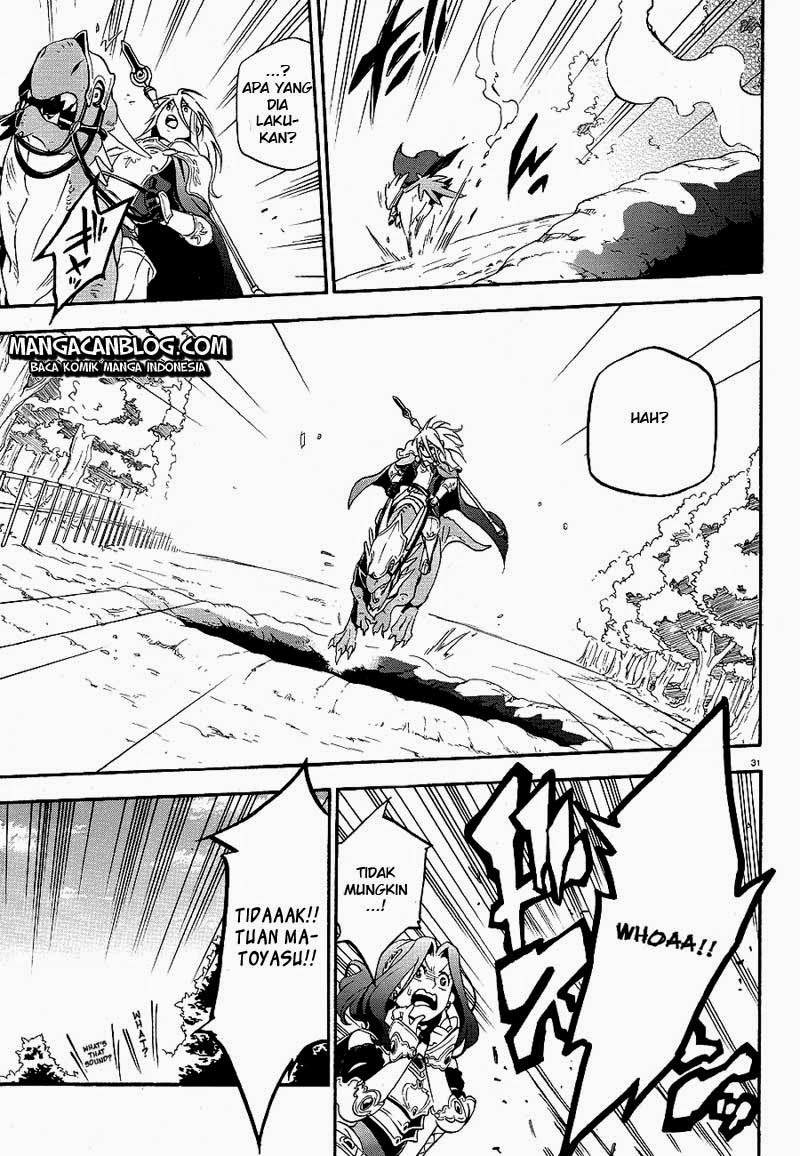 ...?
APA YANG
DIA
LAKU-
KAN?
MANGACANBLOG.COM
BACA KOMIK MANGA INDONESIA
HAH?
31
WHOAA!!
TIDAK
MUNGKIN
...!
TIDAAAK!!
TUAN MA-
TOYASU!!
WHAT?
WHAT'S
THAT
SOUND?